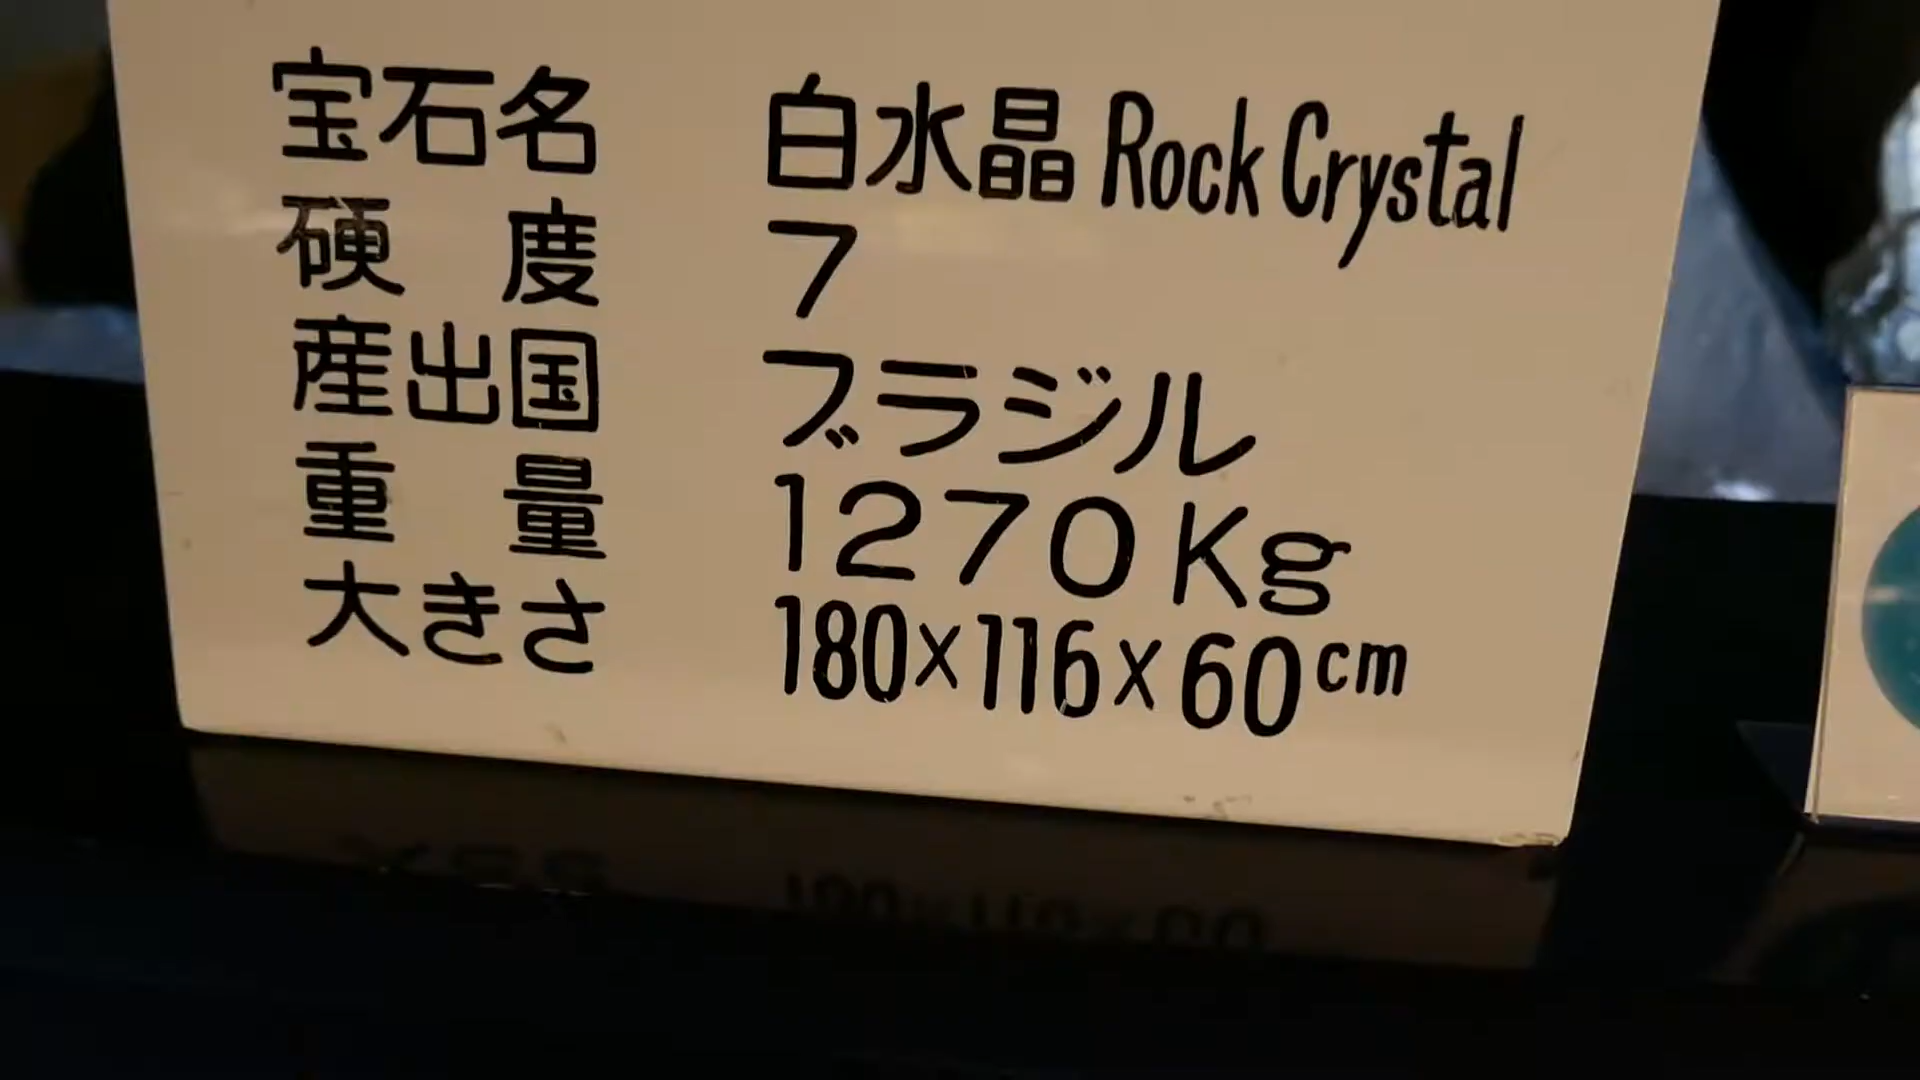 宝石名 白水晶 Rock Crystal
硬度 7
産出国 ブラジル
重量 1270Kg
大きさ 180×116×60cm